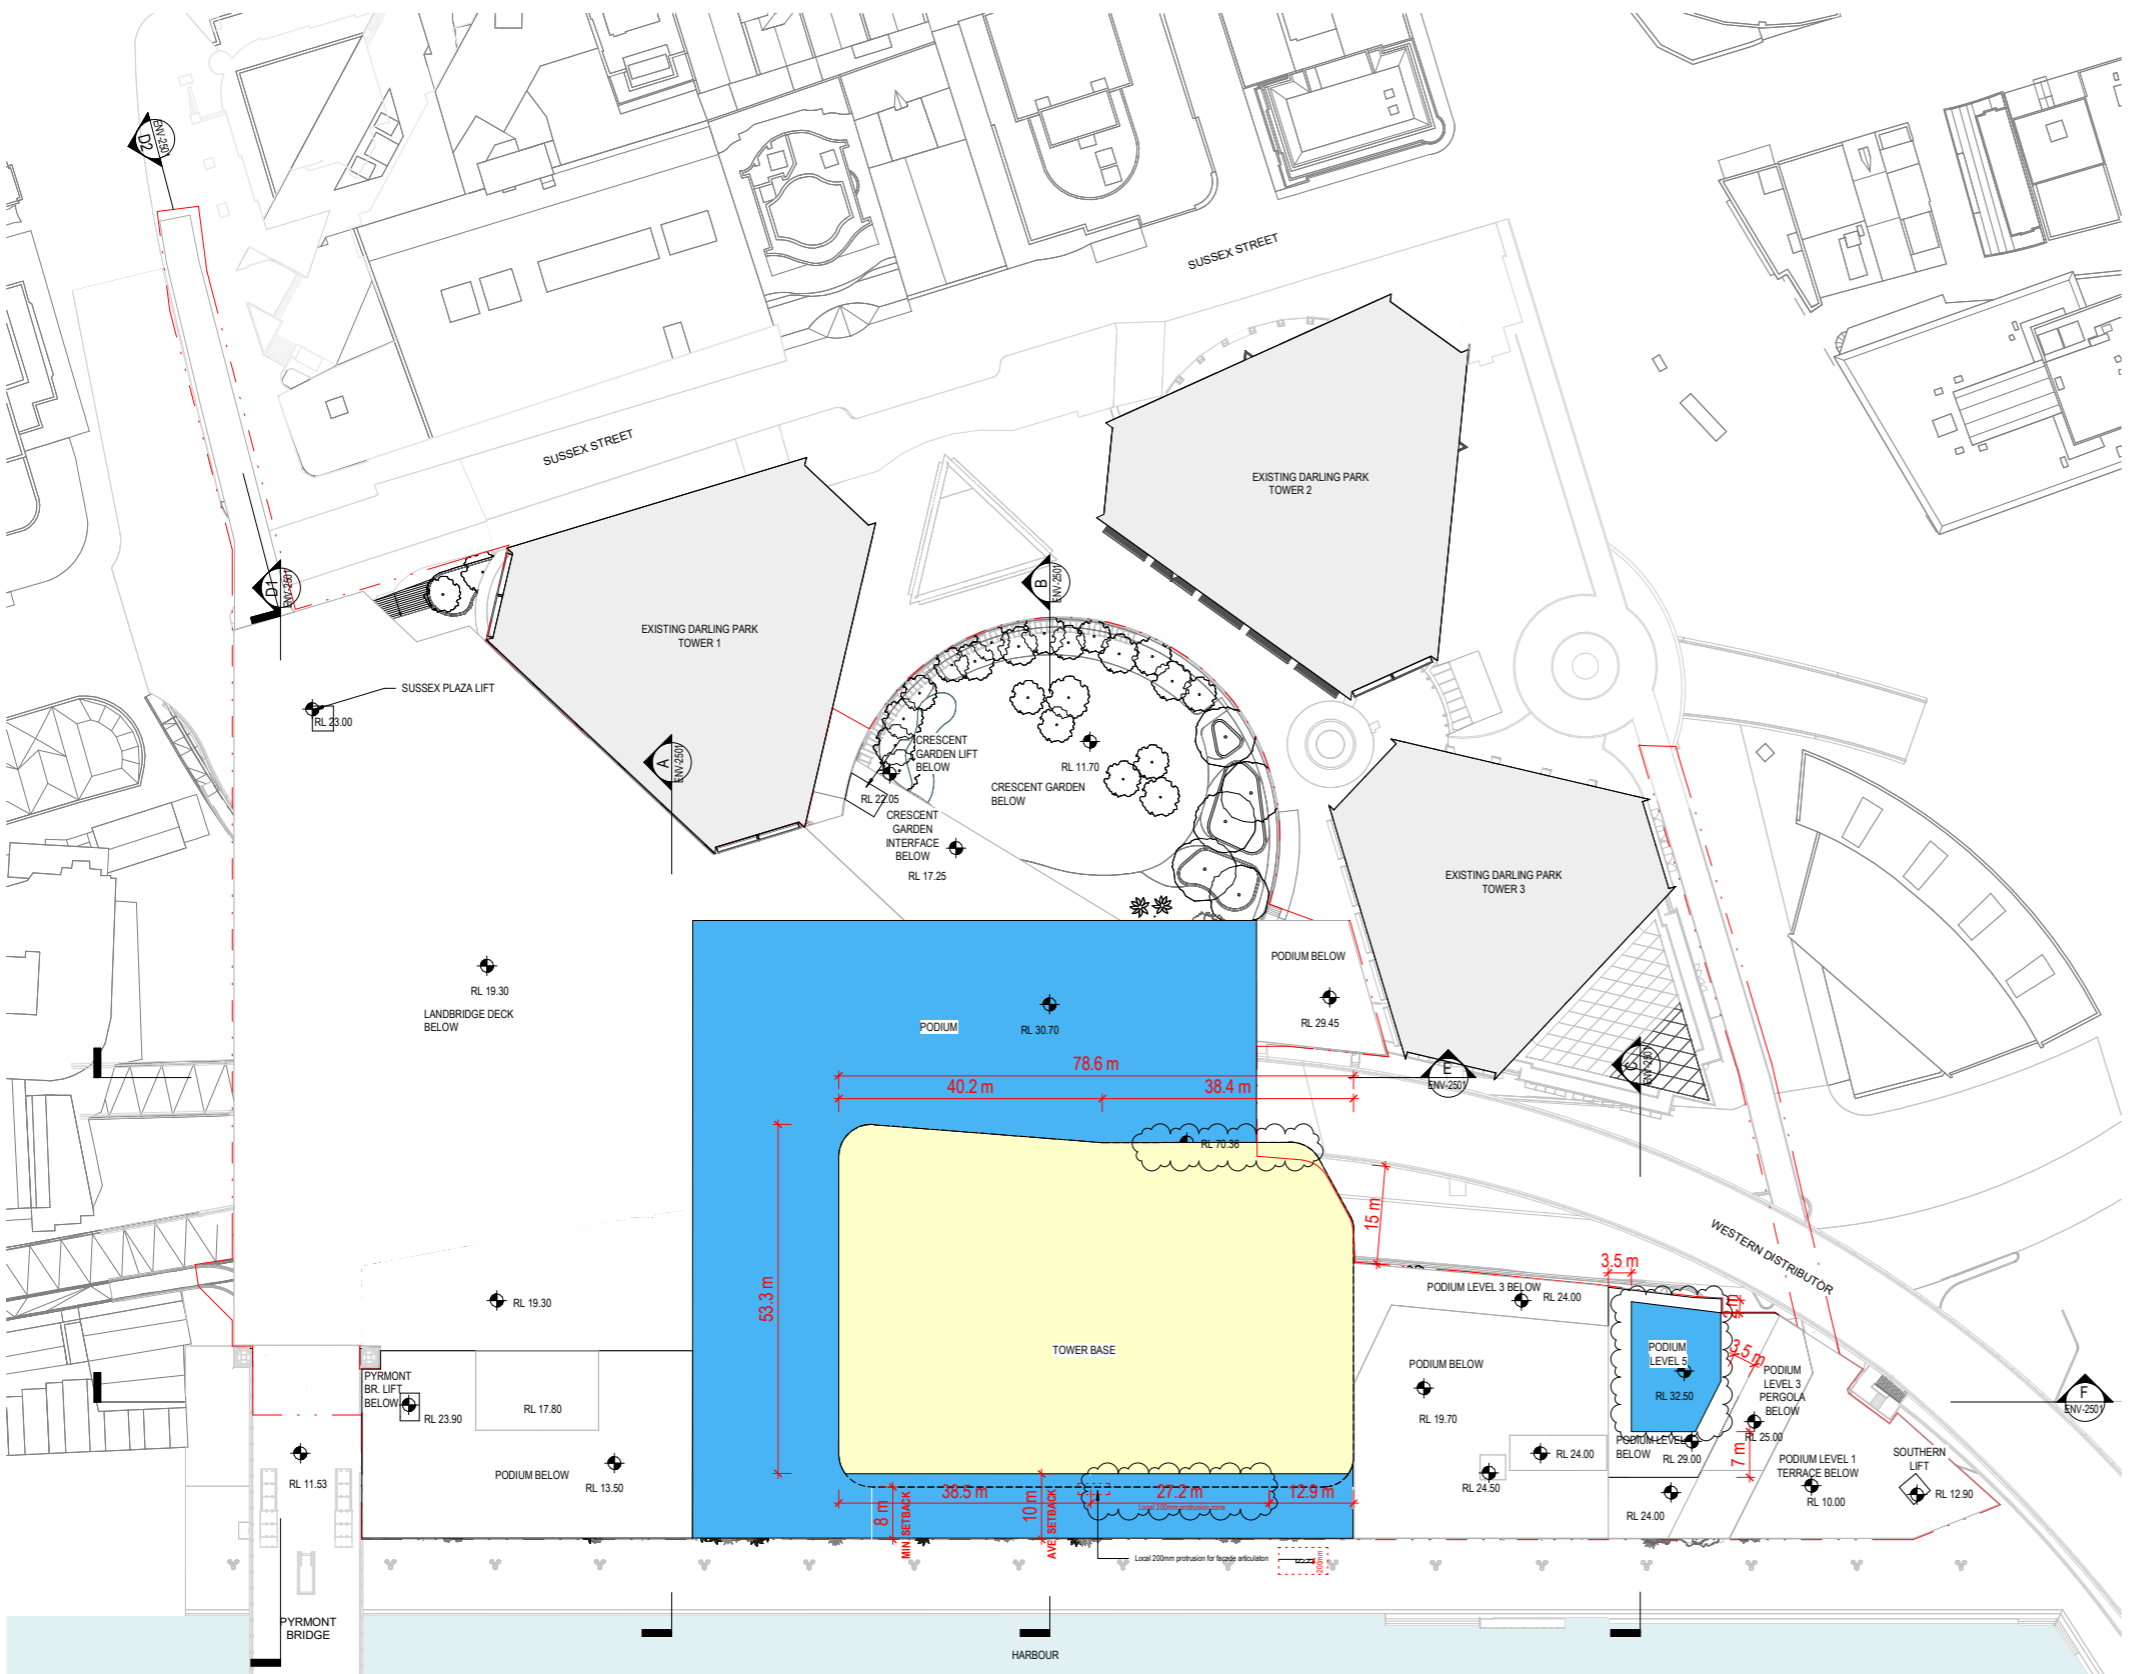 SUSSEX STREET
D2
ENV-2501
SUSSEX STREET
EXISTING DARLING PARK
TOWER 2
D1
ENV-2501
B
ENV-2501
EXISTING DARLING PARK
TOWER 1
SUSSEX PLAZA LIFT
RL 23.00
A
ENV-2501
CRESCENT
GARDEN LIFT
BELOW
RL 11.70
CRESCENT GARDEN
BELOW
RL 22.05
CRESCENT
GARDEN
INTERFACE
BELOW
RL 17.25
EXISTING DARLING PARK
TOWER 3
PODIUM BELOW
RL 29.45
RL 19.30
LANDBRIDGE DECK
BELOW
PODIUM
RL 30.70
78.6 m
40.2 m
38.4 m
E
ENV-2501
C
ENV-2501
RL 70.36
15 m
WESTERN DISTRIBUTOR
53.3 m
3.5 m
2 m
RL 19.30
PODIUM LEVEL 3 BELOW
RL 24.00
TOWER BASE
PODIUM
LEVEL 5
RL 32.50
3.5 m
PODIUM BELOW
RL 19.70
PODIUM
LEVEL 3
PERGOLA
BELOW
RL 25.00
F
ENV-2501
PYRMONT
BR. LIFT
BELOW
RL 23.90
RL 17.80
RL 11.53
PODIUM BELOW
RL 13.50
RL 24.00
RL 24.50
PODIUM LEVEL
BELOW
RL 29.00
7 m
PODIUM LEVEL 1
TERRACE BELOW
RL 10.00
SOUTHERN
LIFT
RL 12.90
RL 24.00
38.5 m
27.2 m
12.9 m
Local 200mm protrusion zone
8 m
MIN. SETBACK
10 m
AVE. SETBACK
Local 200mm protrusion for facade articulaton
200mm
PYRMONT
BRIDGE
HARBOUR